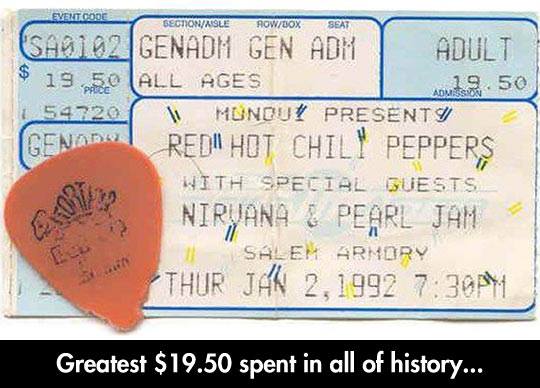 EVENT CODE SECTION/AISLE ROW/BOX SEAT
SA0102 GENADM GEN ADM ADULT
$ 19.50 ALL AGES 19.50
PRICE ADMISSION
54720 PRESENTS
RED HOT CHILI PEPPERS
WITH SPECIAL GUESTS
NIRVANA & PEARL JAM
SALEM ARMORY
THUR JAN 2,1992 7:30PM
Greatest $19.50 spent in all of history...